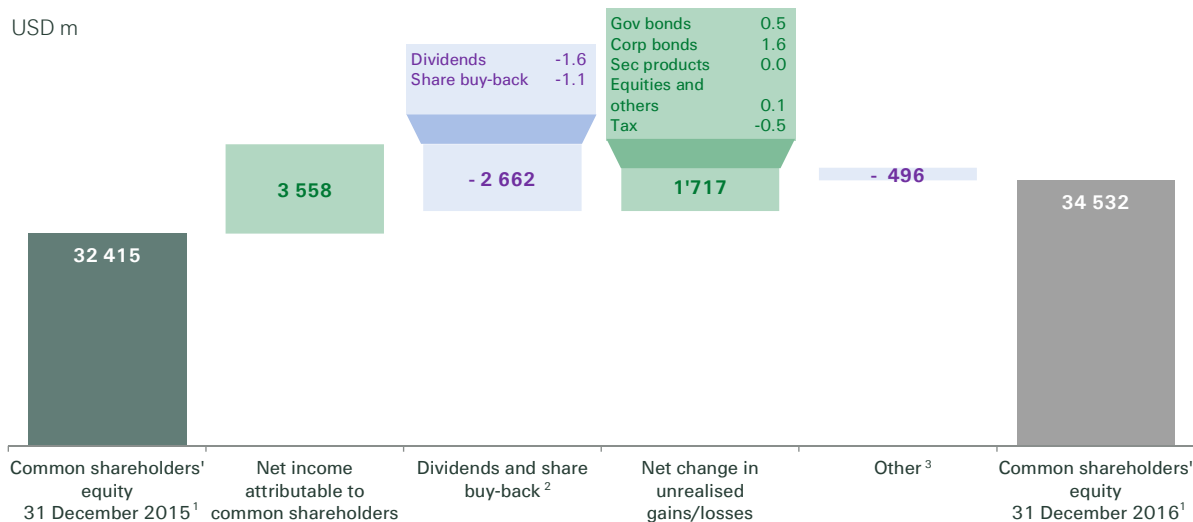 USD m
Dividends -1.6
Share buy-back -1.1
Gov bonds 0.5
Corp bonds 1.6
Sec products 0.0
Equities and
others 0.1
Tax -0.5
32 415
3 558
- 2 662
1'717
- 496
34 532
Common shareholders'
equity
31 December 2015¹
Net income
attributable to
common shareholders
Dividends and share
buy-back ²
Net change in
unrealised
gains/losses
Other ³
Common shareholders'
equity
31 December 2016¹